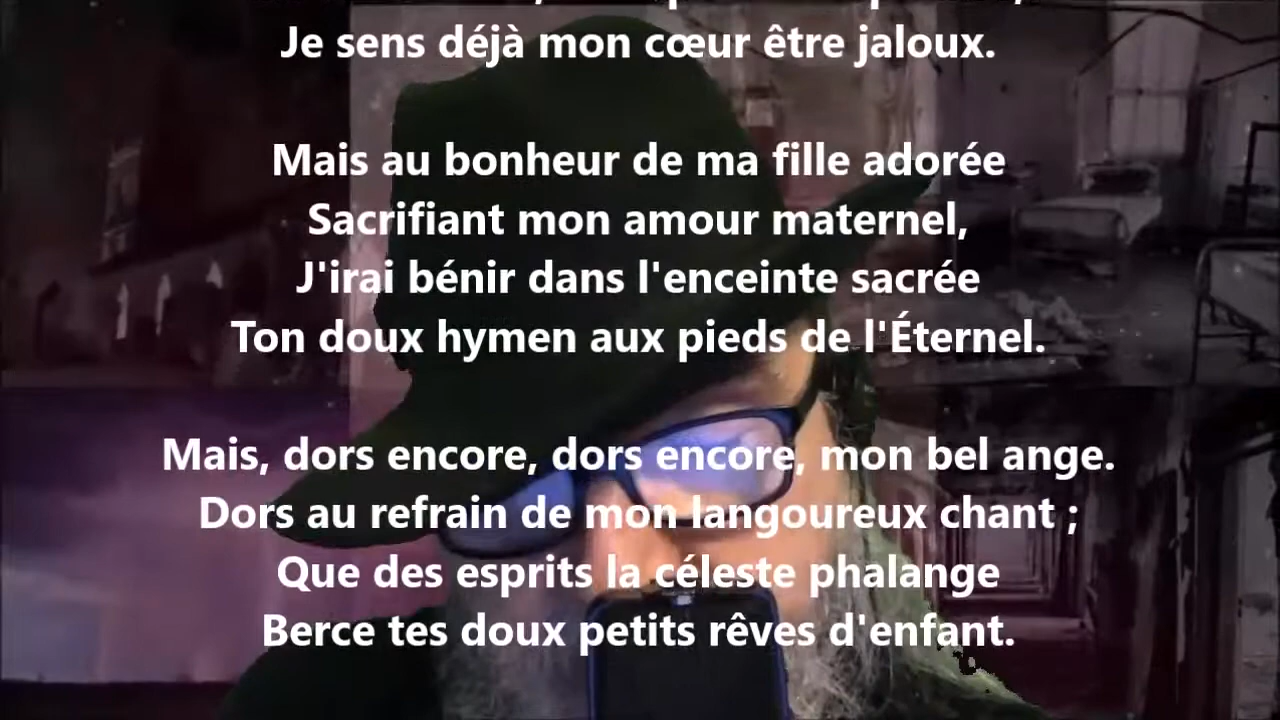 Je sens déjà mon cœur être jaloux.
Mais au bonheur de ma fille adorée
Sacrifiant mon amour maternel,
J'irai bénir dans l'enceinte sacrée
Ton doux hymen aux pieds de l'Éternel.
Mais, dors encore, dors encore, mon bel ange.
Dors au refrain de mon langoureux chant ;
Que des esprits la céleste phalange
Berce tes doux petits rêves d'enfant.